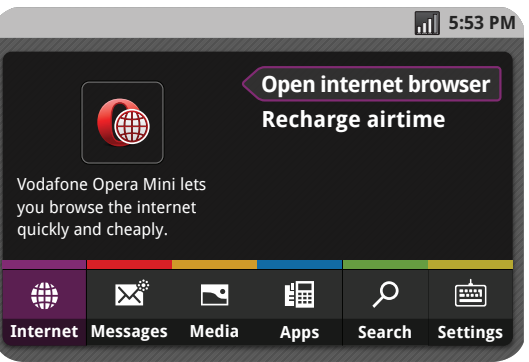 5:53 PM
Open internet browser
Recharge airtime
Vodafone Opera Mini lets
you browse the internet
quickly and cheaply.
Internet Messages Media Apps Search Settings